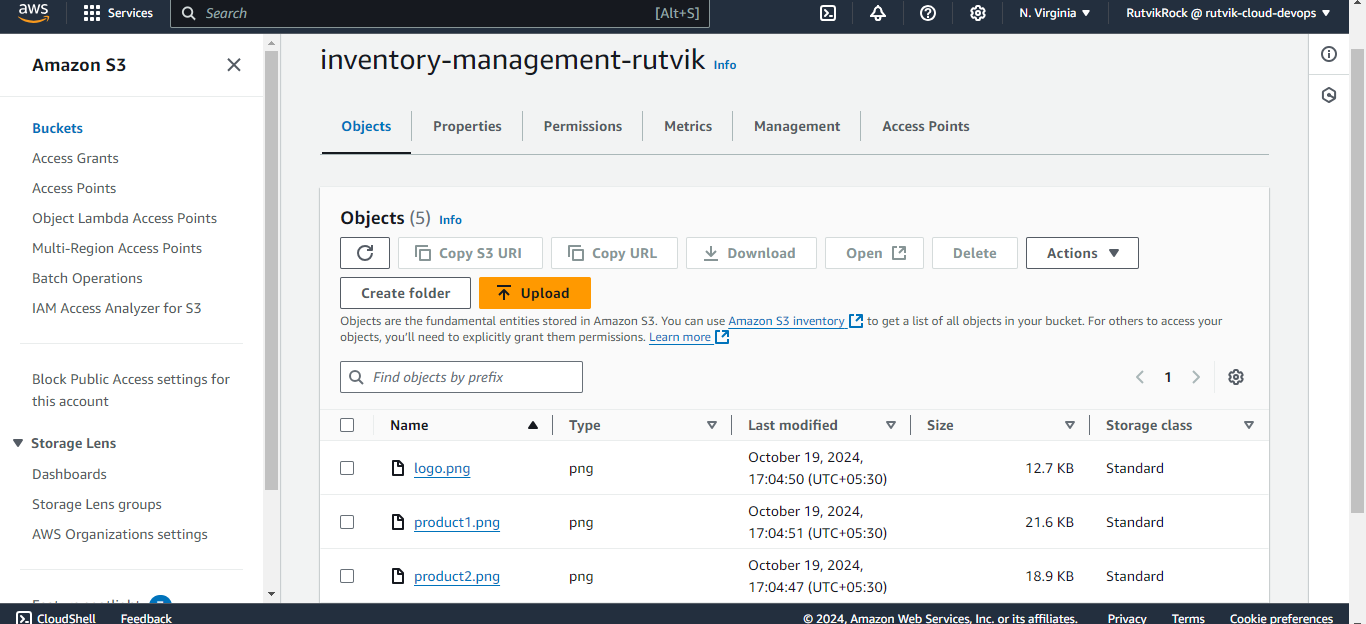 aws
Services
Search
[Alt+S]
N. Virginia
RutvikRock @ rutvik-cloud-devops
Amazon S3
Buckets
Access Grants
Access Points
Object Lambda Access Points
Multi-Region Access Points
Batch Operations
IAM Access Analyzer for S3
Block Public Access settings for
this account
Storage Lens
Dashboards
Storage Lens groups
AWS Organizations settings
inventory-management-rutvik Info
Objects Properties Permissions Metrics Management Access Points
Objects (5) Info
Copy S3 URI Copy URL Download Open Delete Actions
Create folder Upload
Objects are the fundamental entities stored in Amazon S3. You can use Amazon S3 inventory to get a list of all objects in your bucket. For others to access your
objects, you'll need to explicitly grant them permissions. Learn more
Find objects by prefix
1
Name Type Last modified Size Storage class
logo.png png October 19, 2024, 12.7 KB Standard
17:04:50 (UTC+05:30)
product1.png png October 19, 2024, 21.6 KB Standard
17:04:51 (UTC+05:30)
product2.png png October 19, 2024, 18.9 KB Standard
17:04:47 (UTC+05:30)
CloudShell Feedback © 2024, Amazon Web Services, Inc. or its affiliates. Privacy Terms Cookie preferences